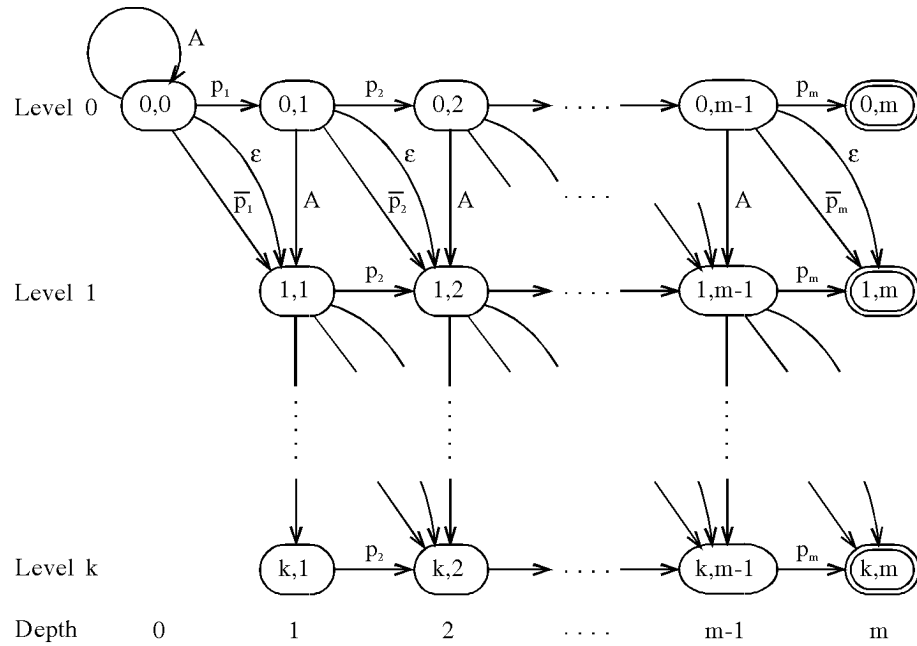 A
p₁ p₂ pₘ
Level 0 0,0 0,1 0,2 . . . . 0,m-1 0,m
ε ε ε
p̅₁ A p̅₂ A . . . . A p̅ₘ
p₂ pₘ
Level 1 1,1 1,2 . . . . 1,m-1 1,m
p₂ pₘ
Level k k,1 k,2 . . . . k,m-1 k,m
Depth 0 1 2 . . . . m-1 m